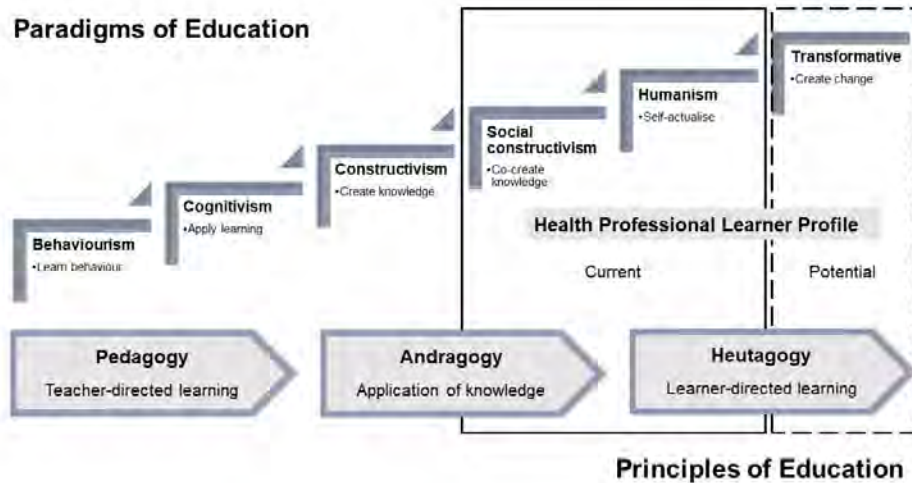 Paradigms of Education
Transformative
•Create change
Humanism
•Self-actualise
Social
constructivism
•Co-create
knowledge
Constructivism
•Create knowledge
Cognitivism
•Apply learning
Behaviourism
•Learn behaviour
Health Professional Learner Profile
Current
Potential
Pedagogy
Teacher-directed learning
Andragogy
Application of knowledge
Heutagogy
Learner-directed learning
Principles of Education